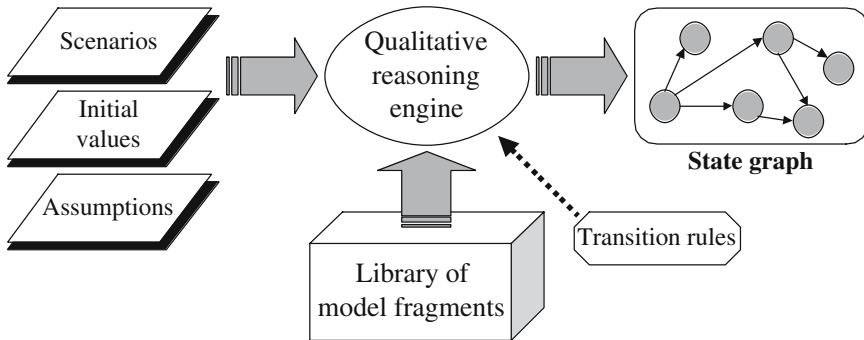 Scenarios
Initial
values
Assumptions
Qualitative
reasoning
engine
State graph
Transition rules
Library of
model fragments